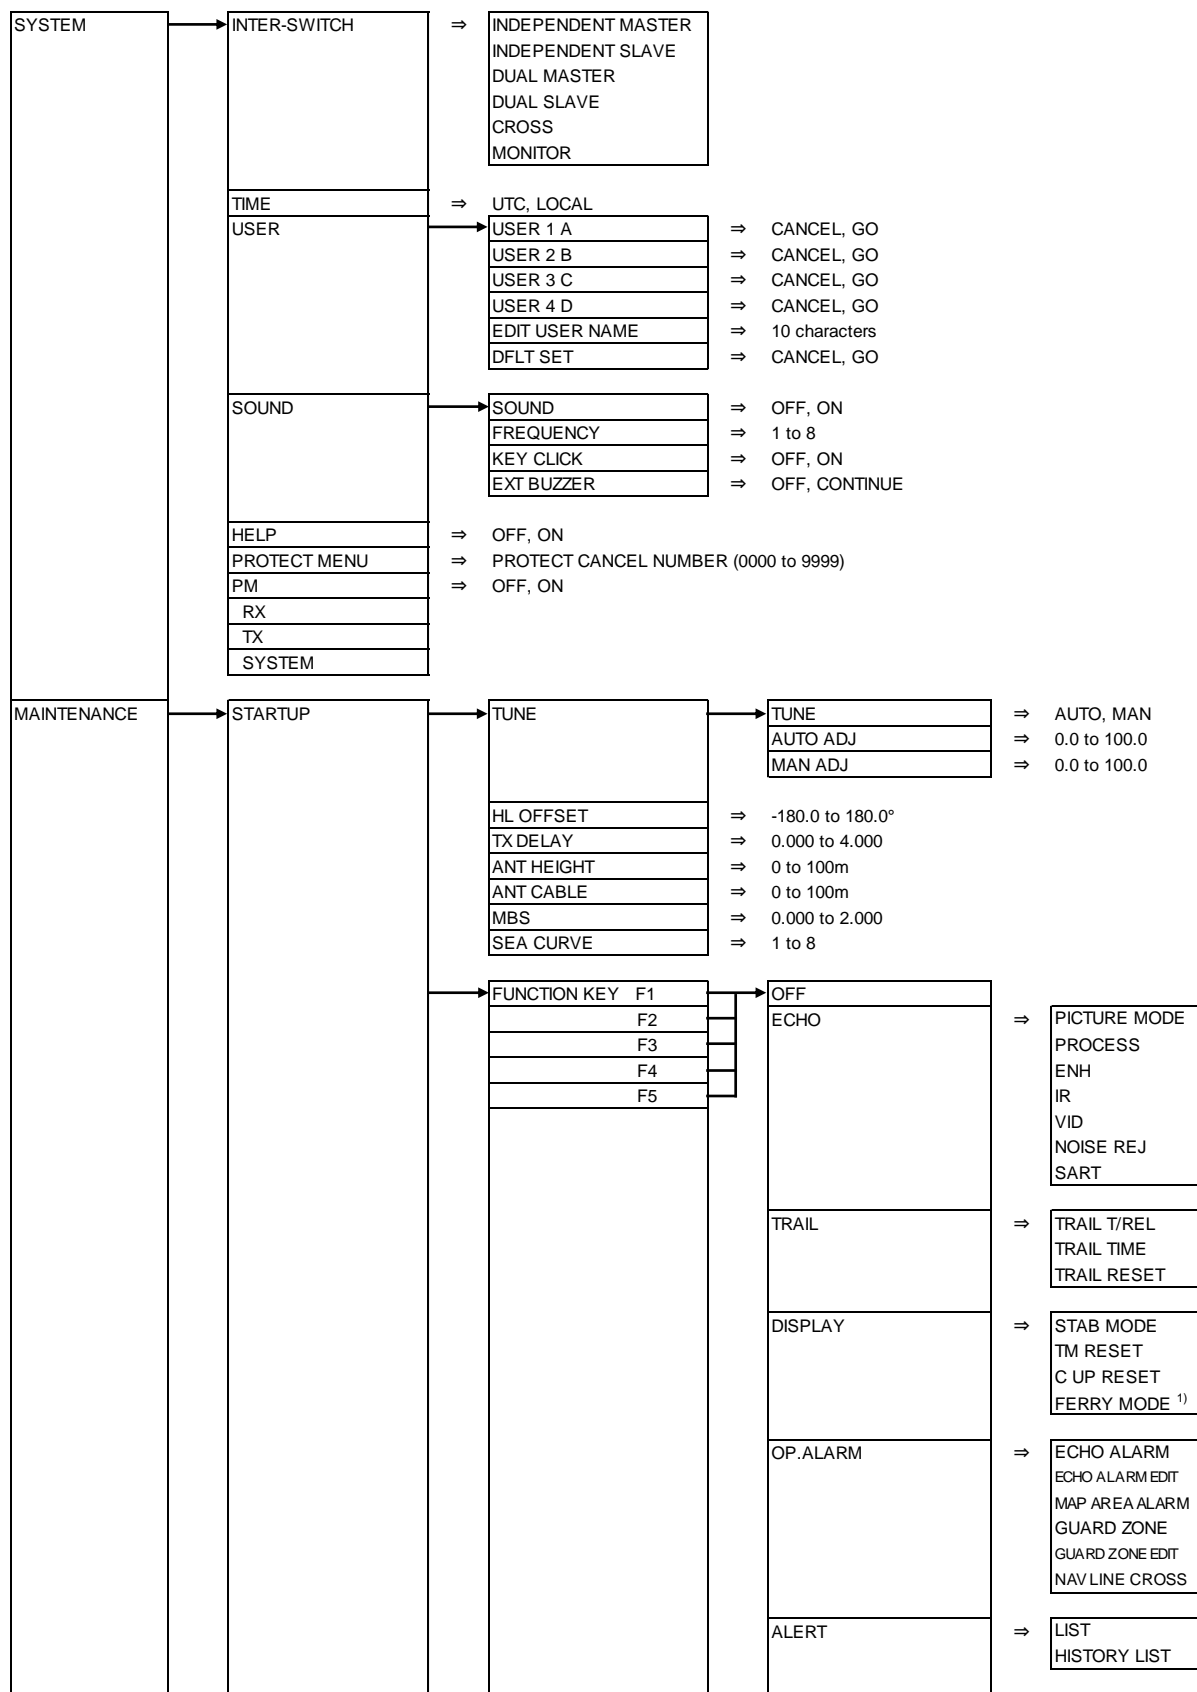 SYSTEM INTER-SWITCH ⇒ INDEPENDENT MASTER
INDEPENDENT SLAVE
DUAL MASTER
DUAL SLAVE
CROSS
MONITOR
TIME ⇒ UTC, LOCAL
USER USER 1 A ⇒ CANCEL, GO
USER 2 B ⇒ CANCEL, GO
USER 3 C ⇒ CANCEL, GO
USER 4 D ⇒ CANCEL, GO
EDIT USER NAME ⇒ 10 characters
DFLT SET ⇒ CANCEL, GO
SOUND SOUND ⇒ OFF, ON
FREQUENCY ⇒ 1 to 8
KEY CLICK ⇒ OFF, ON
EXT BUZZER ⇒ OFF, CONTINUE
HELP ⇒ OFF, ON
PROTECT MENU ⇒ PROTECT CANCEL NUMBER (0000 to 9999)
PM ⇒ OFF, ON
RX
TX
SYSTEM
MAINTENANCE STARTUP TUNE TUNE ⇒ AUTO, MAN
AUTO ADJ ⇒ 0.0 to 100.0
MAN ADJ ⇒ 0.0 to 100.0
HL OFFSET ⇒ -180.0 to 180.0°
TX DELAY ⇒ 0.000 to 4.000
ANT HEIGHT ⇒ 0 to 100m
ANT CABLE ⇒ 0 to 100m
MBS ⇒ 0.000 to 2.000
SEA CURVE ⇒ 1 to 8
FUNCTION KEY F1 OFF
F2 ECHO ⇒ PICTURE MODE
F3 PROCESS
F4 ENH
F5 IR
VID
NOISE REJ
SART
TRAIL ⇒ TRAIL T/REL
TRAIL TIME
TRAIL RESET
DISPLAY ⇒ STAB MODE
TM RESET
C UP RESET
FERRY MODE 1)
OP.ALARM ⇒ ECHO ALARM
ECHO ALARM EDIT
MAP AREA ALARM
GUARD ZONE
GUARD ZONE EDIT
NAV LINE CROSS
ALERT ⇒ LIST
HISTORY LIST